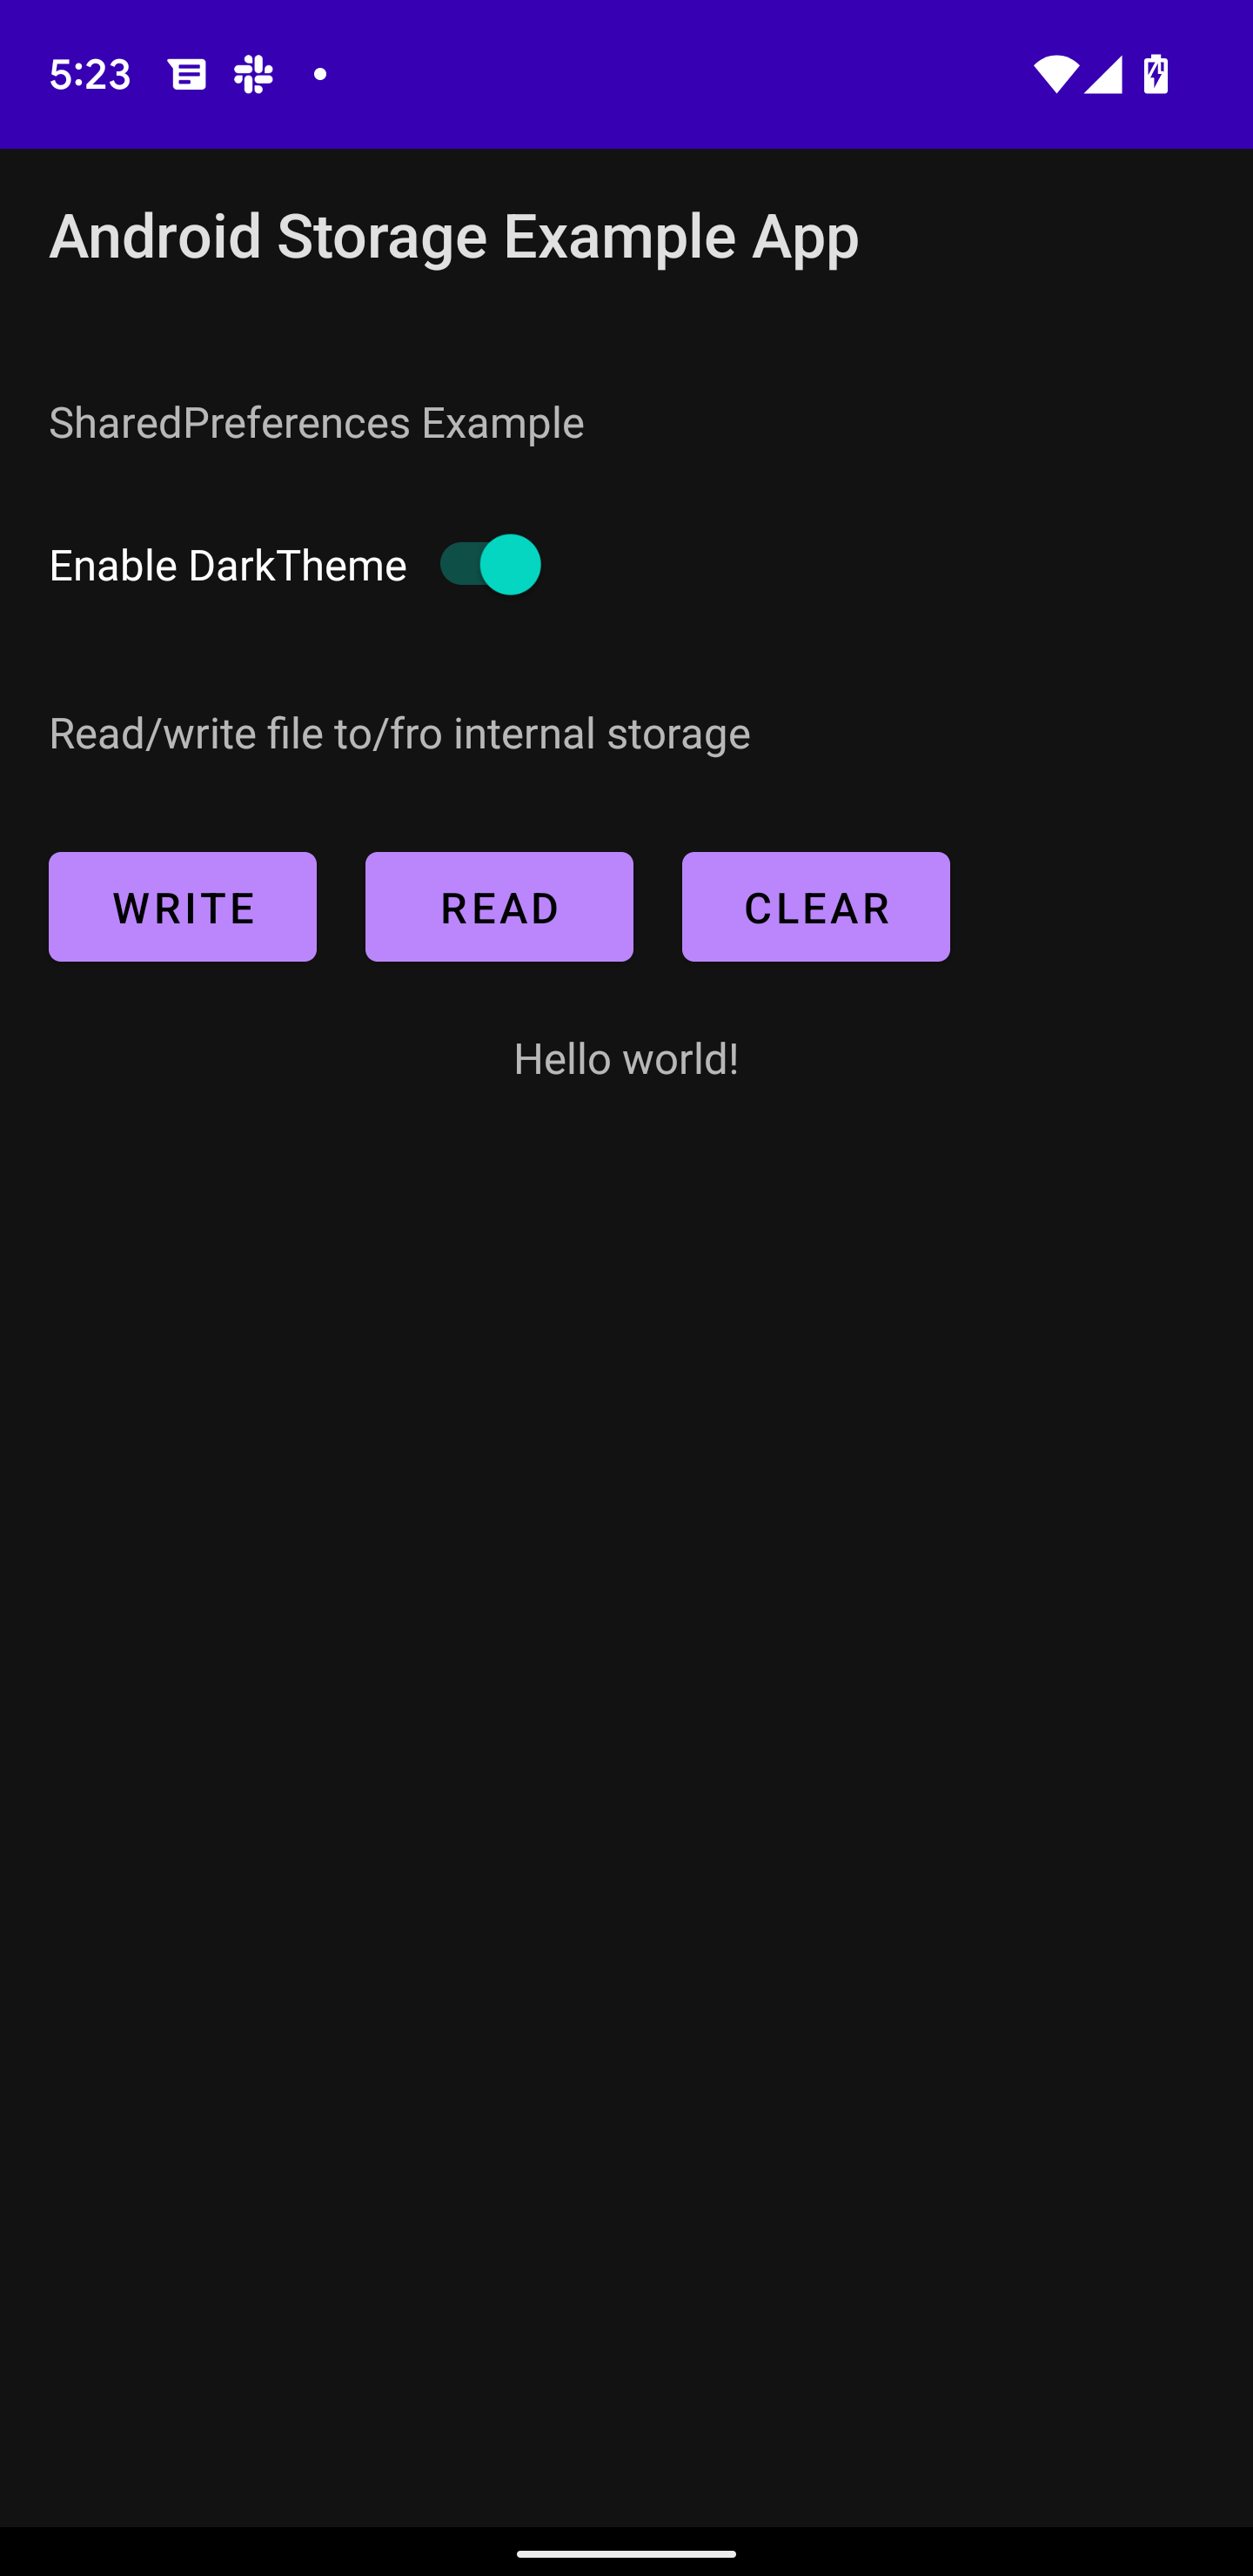 5:23
Android Storage Example App
SharedPreferences Example
Enable DarkTheme
Read/write file to/fro internal storage
WRITE READ CLEAR
Hello world!